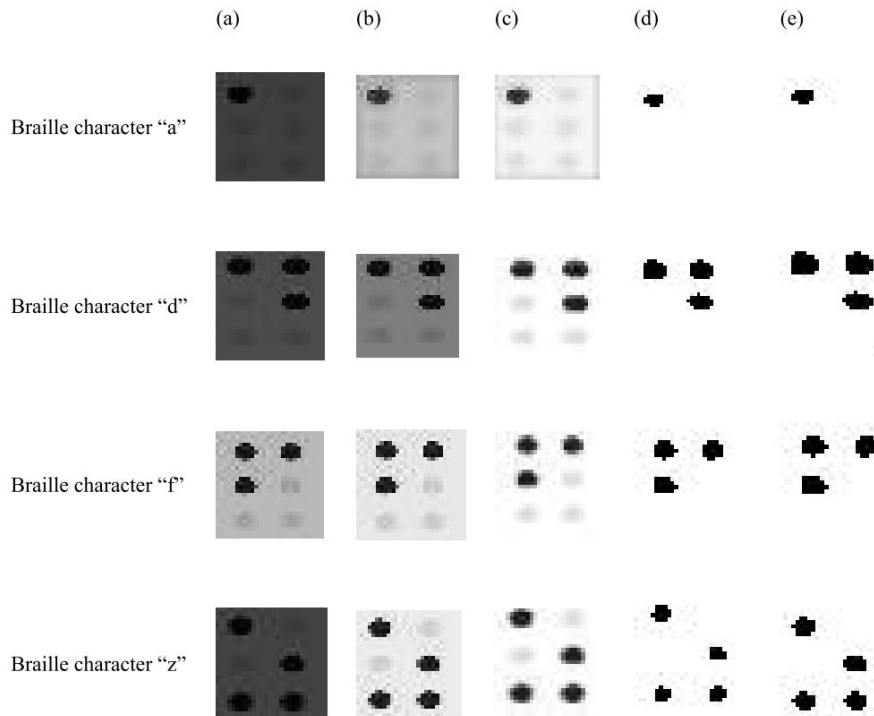 (a) (b) (c) (d) (e)
Braille character “a”
Braille character “d”
Braille character “f”
Braille character “z”